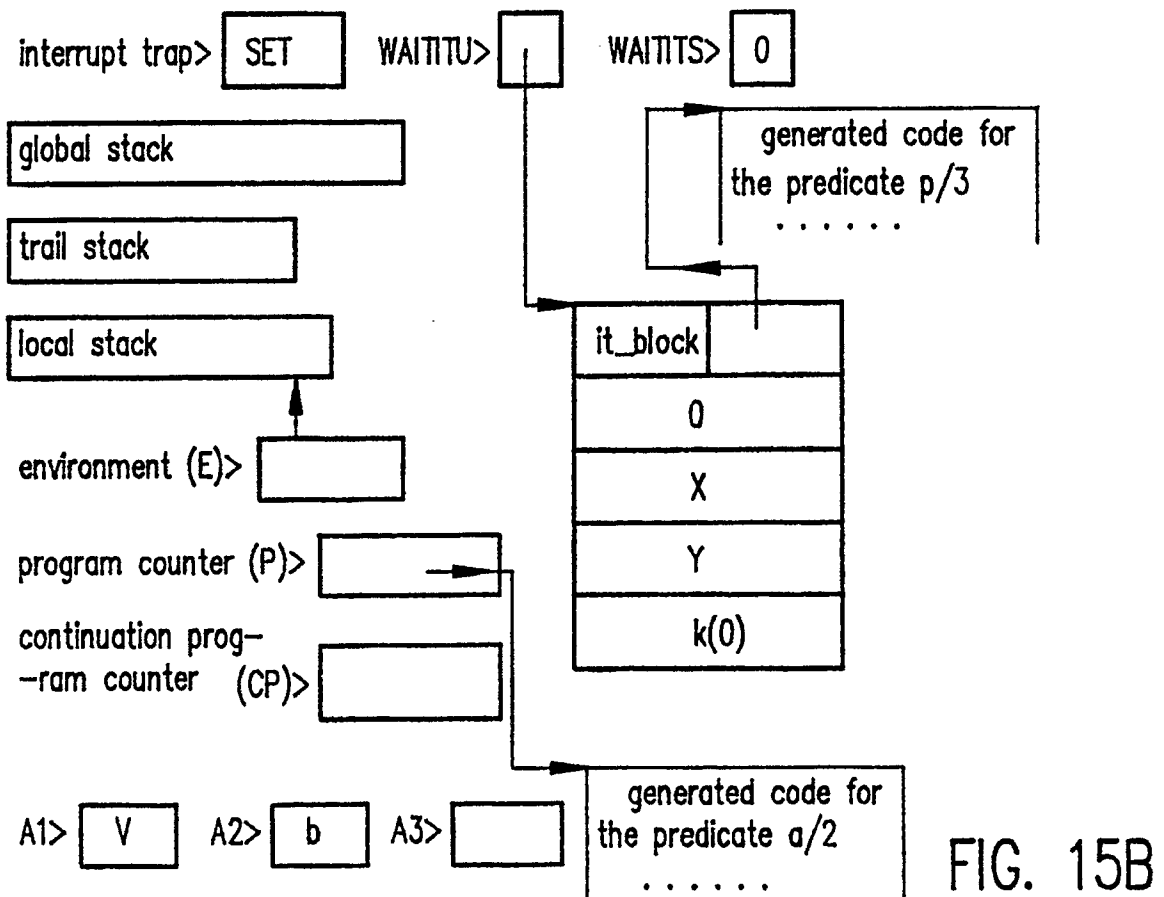 interrupt trap> SET WAITITU> WAITITS> 0
global stack
generated code for
the predicate p/3
. . . . . .
trail stack
local stack
it_block
0
X
Y
k(0)
environment (E)>
program counter (P)>
continuation prog-
-ram counter (CP)>
A1> V A2> b A3>
generated code for
the predicate a/2
. . . . . .
FIG. 15B